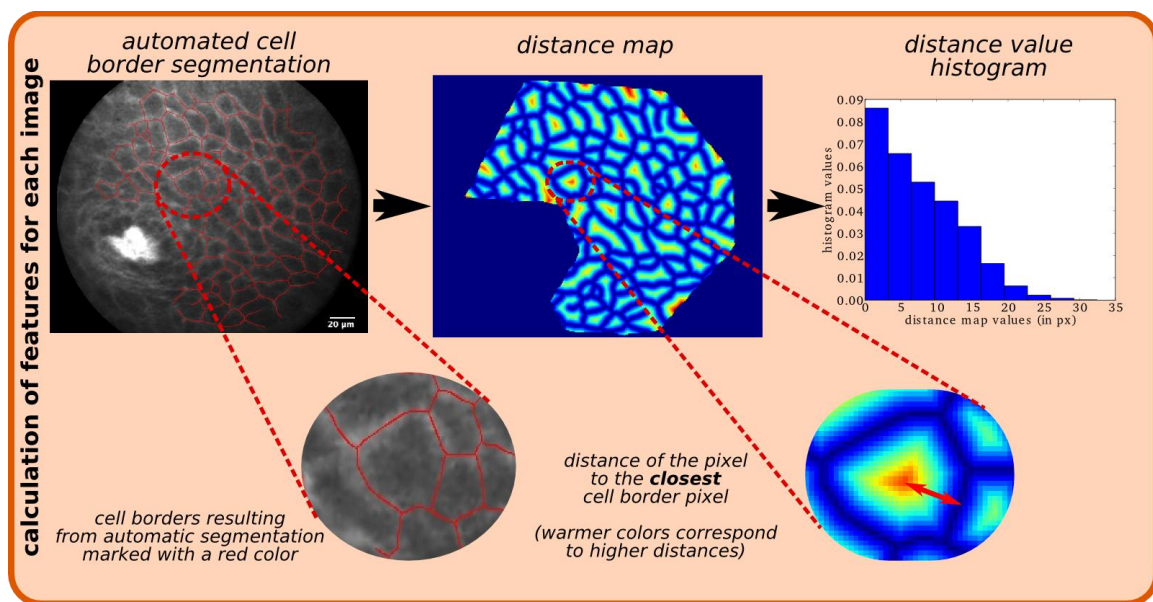 calculation of features for each image
automated cell
border segmentation
distance map
distance value
histogram
20 µm
histogram values
0.09
0.08
0.07
0.06
0.05
0.04
0.03
0.02
0.01
0.00
0
5
10
15
20
25
30
35
distance map values (in px)
cell borders resulting
from automatic segmentation
marked with a red color
distance of the pixel
to the closest
cell border pixel
(warmer colors correspond
to higher distances)